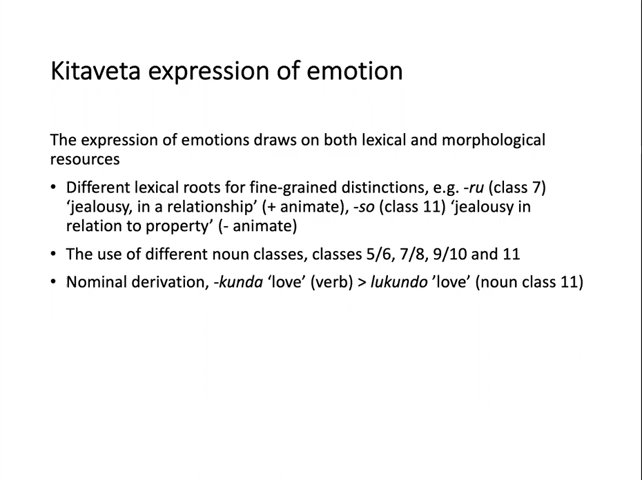 Kitaveta expression of emotion
The expression of emotions draws on both lexical and morphological
resources
• Different lexical roots for fine-grained distinctions, e.g. -ru (class 7)
‘jealousy, in a relationship’ (+ animate), -so (class 11) ‘jealousy in
relation to property’ (- animate)
• The use of different noun classes, classes 5/6, 7/8, 9/10 and 11
• Nominal derivation, -kunda ‘love’ (verb) > lukundo ’love’ (noun class 11)